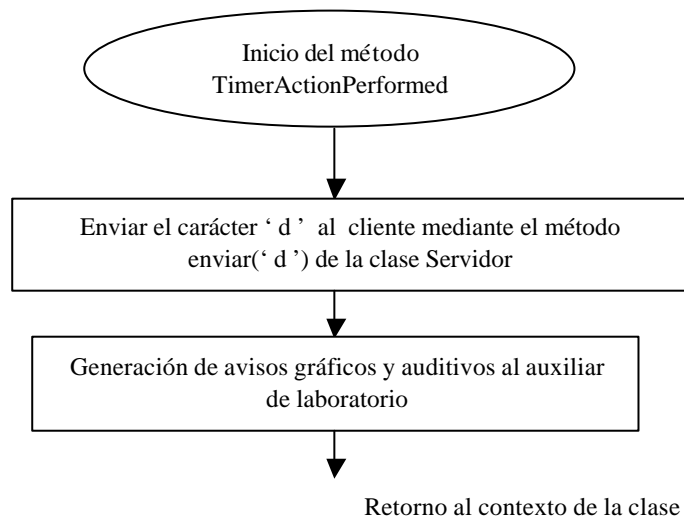 Inicio del método
TimerActionPerformed
Enviar el carácter ‘ d ’ al cliente mediante el método
enviar(‘ d ’) de la clase Servidor
Generación de avisos gráficos y auditivos al auxiliar
de laboratorio
Retorno al contexto de la clase